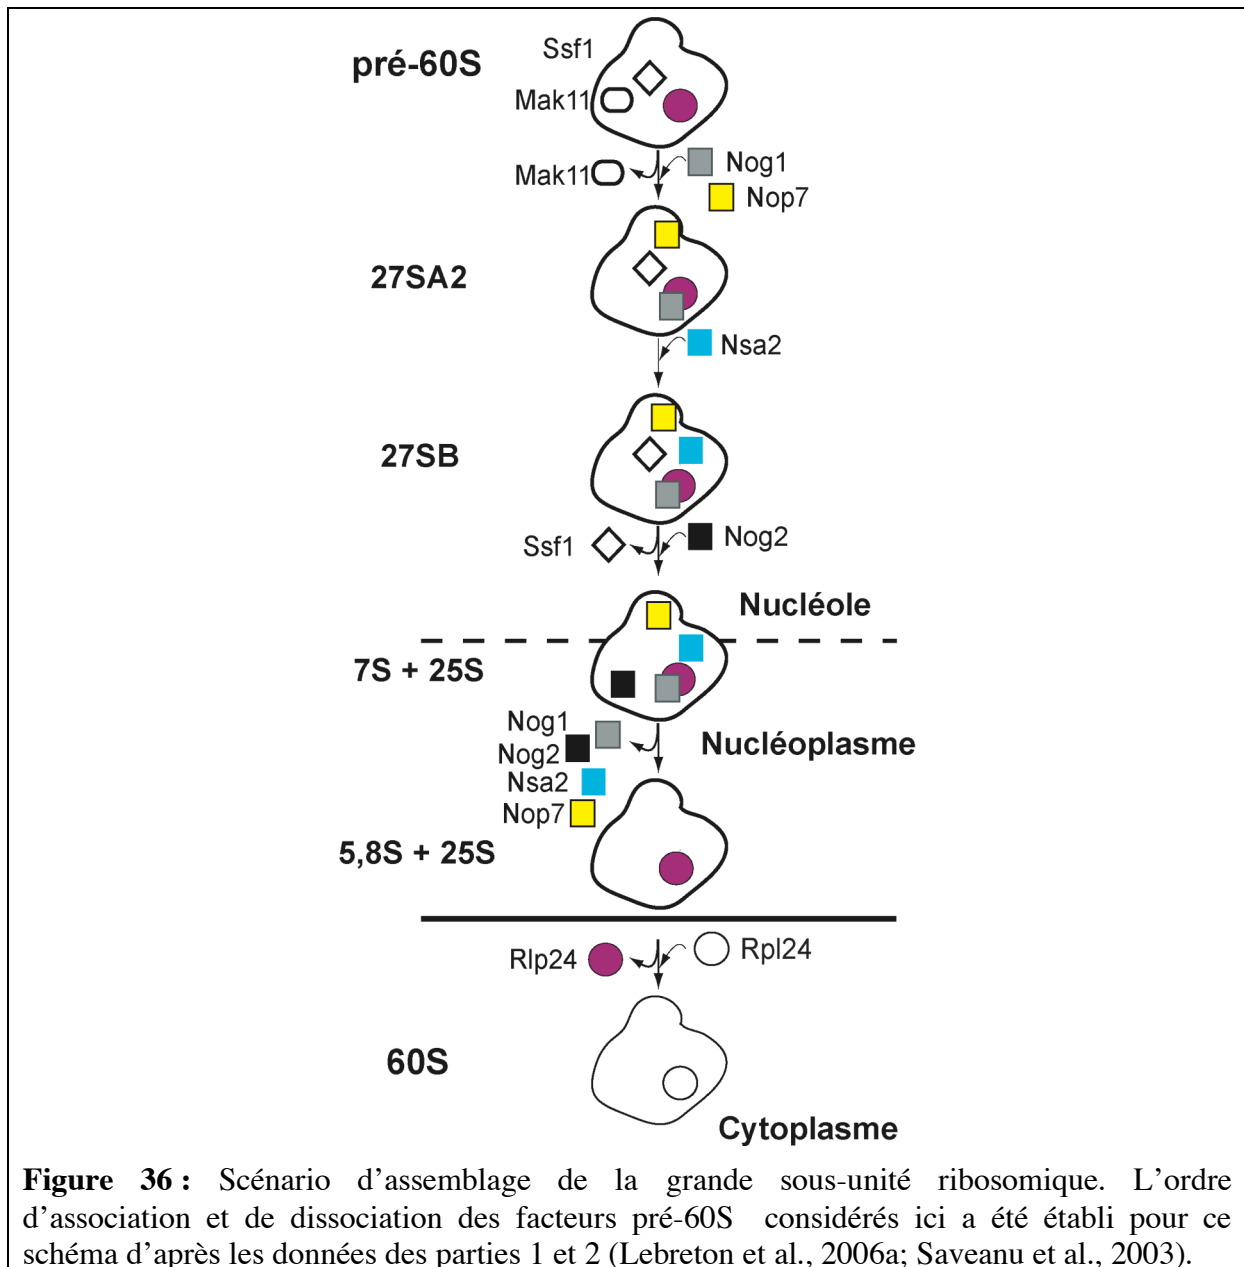 Ssf1
pré-60S
Mak11
Mak11
Nog1
Nop7
27SA2
Nsa2
27SB
Ssf1
Nog2
Nucléole
7S + 25S
Nog1
Nog2
Nucléoplasme
Nsa2
Nop7
5,8S + 25S
Rlp24
Rpl24
60S
Cytoplasme
Figure 36 : Scénario d’assemblage de la grande sous-unité ribosomique. L’ordre
d’association et de dissociation des facteurs pré-60S considérés ici a été établi pour ce
schéma d’après les données des parties 1 et 2 (Lebreton et al., 2006a; Saveanu et al., 2003).